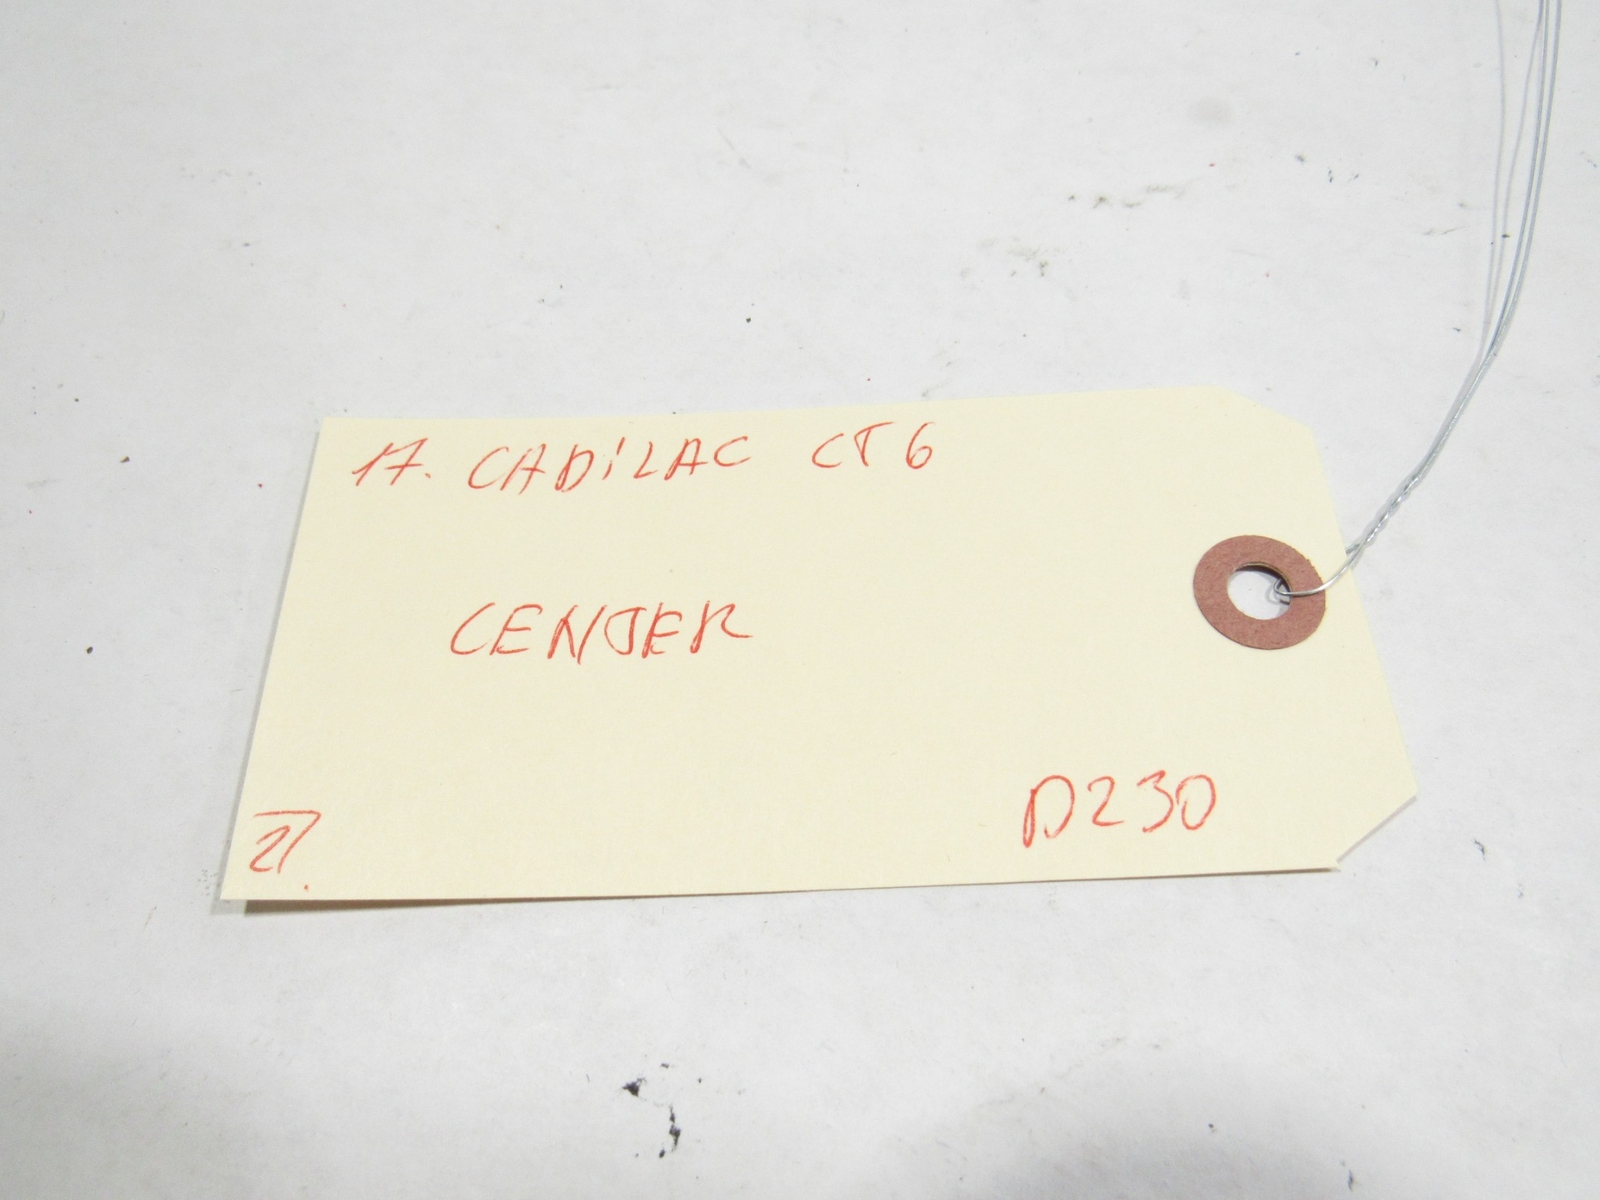 17. CADiLAC CT6
CENTER
D230
27.